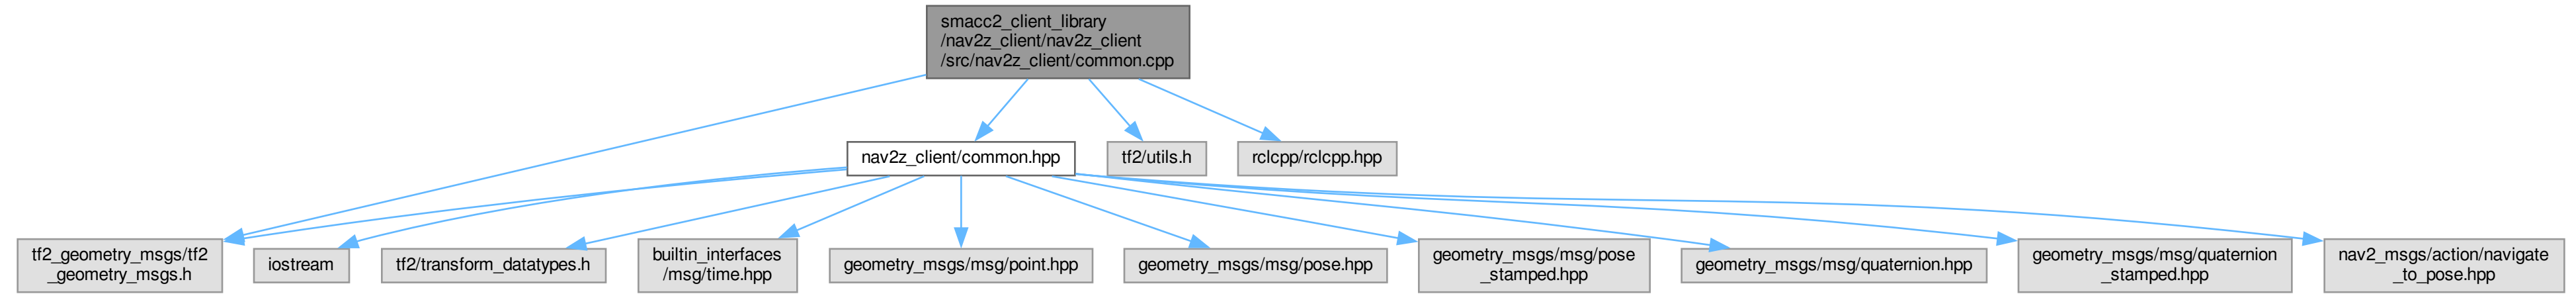 smacc2_client_library
/nav2z_client/nav2z_client
/src/nav2z_client/common.cpp
nav2z_client/common.hpp
tf2/utils.h
rclcpp/rclcpp.hpp
tf2_geometry_msgs/tf2
_geometry_msgs.h
iostream
tf2/transform_datatypes.h
builtin_interfaces
/msg/time.hpp
geometry_msgs/msg/point.hpp
geometry_msgs/msg/pose.hpp
geometry_msgs/msg/pose
_stamped.hpp
geometry_msgs/msg/quaternion.hpp
geometry_msgs/msg/quaternion
_stamped.hpp
nav2_msgs/action/navigate
_to_pose.hpp